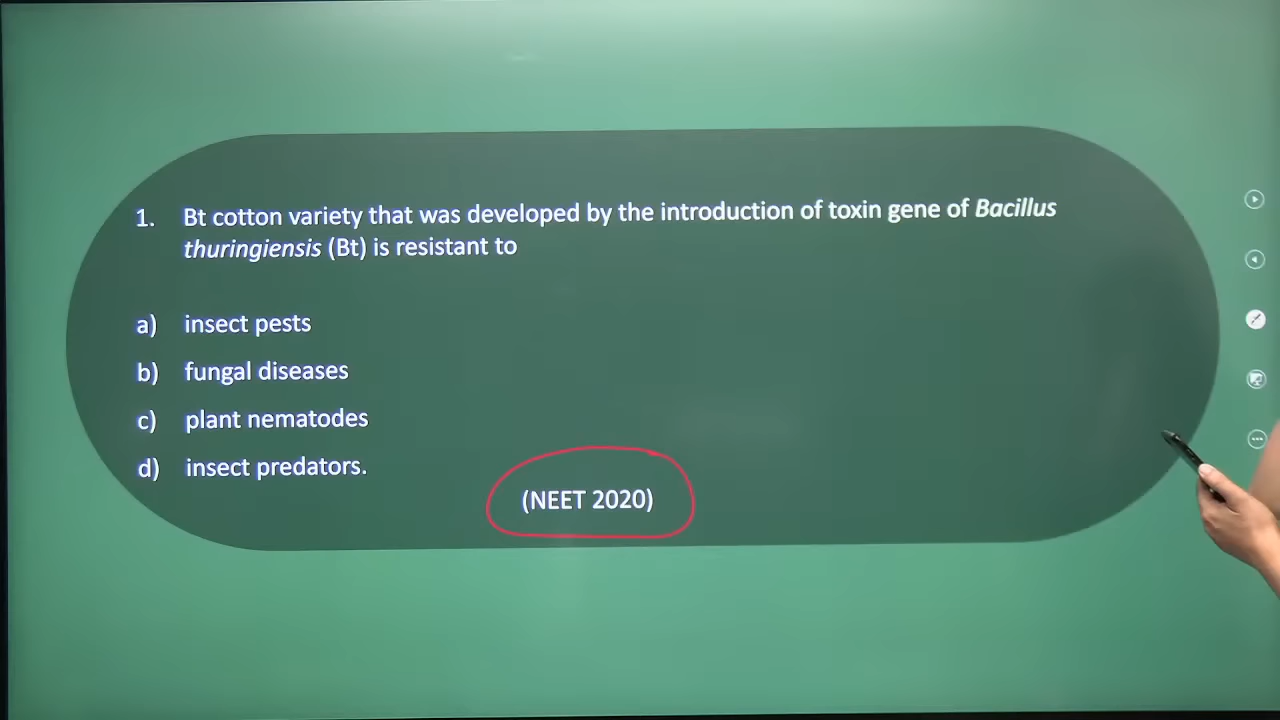 1. Bt cotton variety that was developed by the introduction of toxin gene of Bacillus
thuringiensis (Bt) is resistant to
a) insect pests
b) fungal diseases
c) plant nematodes
d) insect predators.
(NEET 2020)